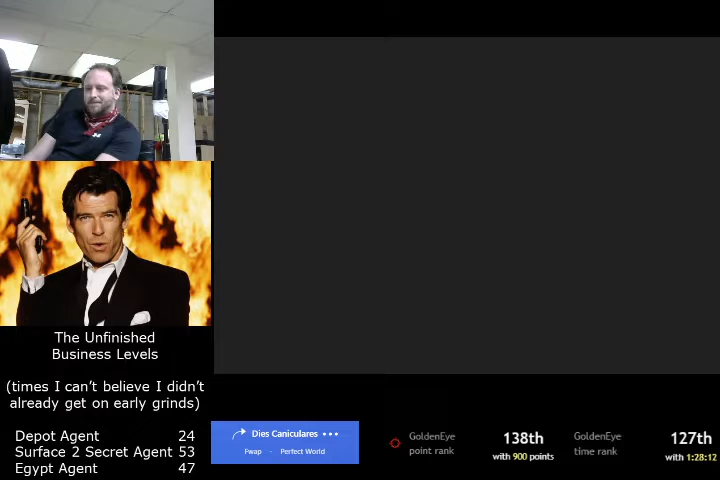 The Unfinished
Business Levels
(times I can't believe I didn't
already get on early grinds)
Depot Agent 24
Surface 2 Secret Agent 53
Egypt Agent 47
Dies Caniculares •••
Fwap - Perfect World
GoldenEye
point rank
138th
with 900 points
GoldenEye
time rank
127th
with 1:28:12